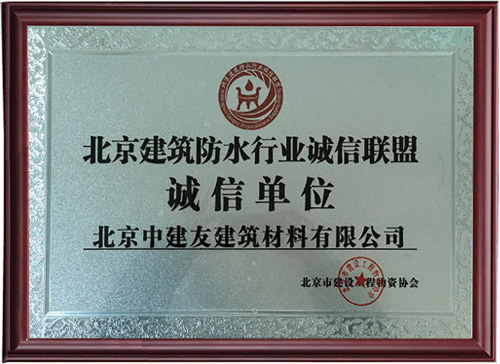 北京建筑防水行业诚信联盟
诚信单位
北京中建友建筑材料有限公司
北京市建设工程物资协会